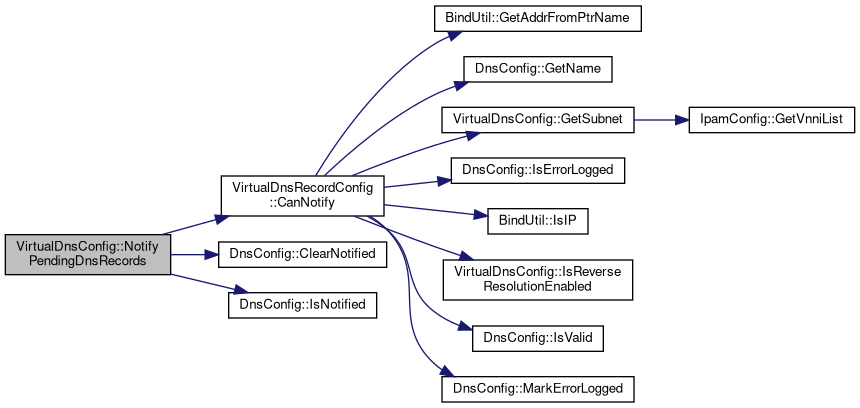 BindUtil::GetAddrFromPtrName
DnsConfig::GetName
VirtualDnsConfig::GetSubnet
IpamConfig::GetVnniList
DnsConfig::IsErrorLogged
VirtualDnsRecordConfig
::CanNotify
BindUtil::IsIP
VirtualDnsConfig::Notify
PendingDnsRecords
DnsConfig::ClearNotified
VirtualDnsConfig::IsReverse
ResolutionEnabled
DnsConfig::IsNotified
DnsConfig::IsValid
DnsConfig::MarkErrorLogged